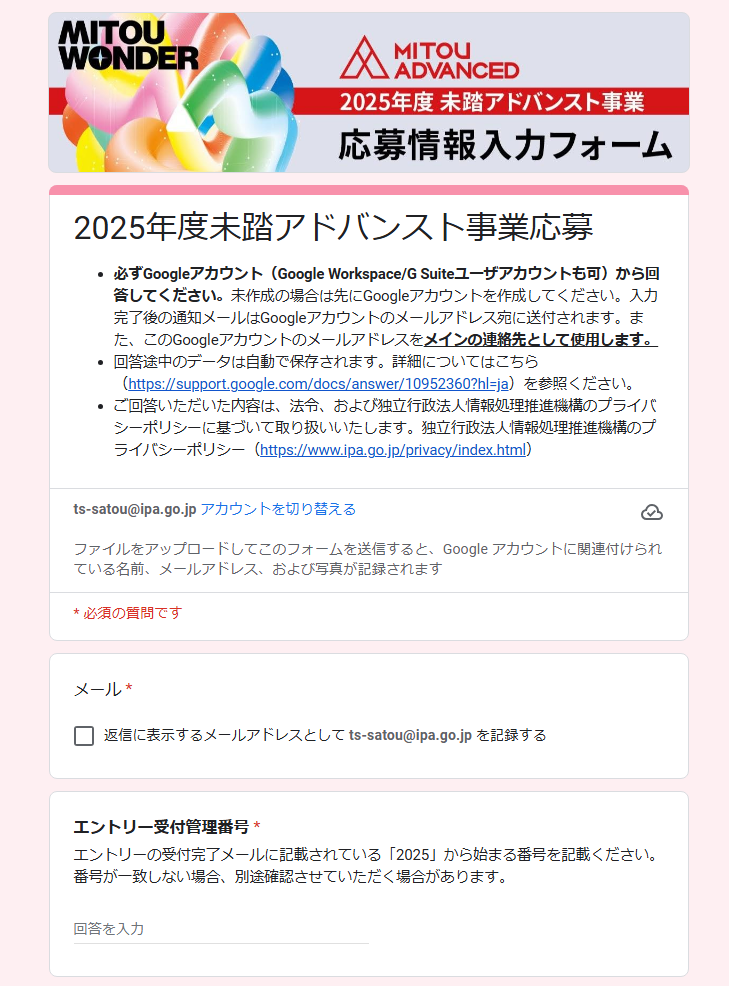 MITOU
WONDER
MITOU
ADVANCED
2025年度 未踏アドバンスト事業
応募情報入力フォーム
2025年度未踏アドバンスト事業応募
• 必ずGoogleアカウント（Google Workspace/G Suiteユーザアカウントも可）から回
答してください。未作成の場合は先にGoogleアカウントを作成してください。入力
完了後の通知メールはGoogleアカウントのメールアドレス宛に送付されます。ま
た、このGoogleアカウントのメールアドレスをメインの連絡先として使用します。
• 回答途中のデータは自動で保存されます。詳細についてはこちら
（https://support.google.com/docs/answer/10952360?hl=ja）を参照ください。
• ご回答いただいた内容は、法令、および独立行政法人情報処理推進機構のプライバ
シーポリシーに基づいて取り扱いいたします。独立行政法人情報処理推進機構のプ
ライバシーポリシー（https://www.ipa.go.jp/privacy/index.html）
ts-satou@ipa.go.jp アカウントを切り替える
ファイルをアップロードしてこのフォームを送信すると、Google アカウントに関連付けられ
ている名前、メールアドレス、および写真が記録されます
* 必須の質問です
メール *
返信に表示するメールアドレスとして ts-satou@ipa.go.jp を記録する
エントリー受付管理番号 *
エントリーの受付完了メールに記載されている「2025」から始まる番号を記載ください。
番号が一致しない場合、別途確認させていただく場合があります。
回答を入力